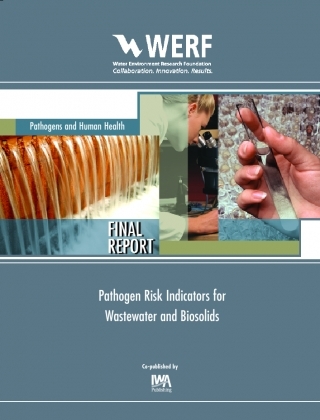 WERF
Water Environment Research Foundation
Collaboration. Innovation. Results.
Pathogens and Human Health
FINAL
REPORT
Pathogen Risk Indicators for
Wastewater and Biosolids
Co-published by
IWA
Publishing